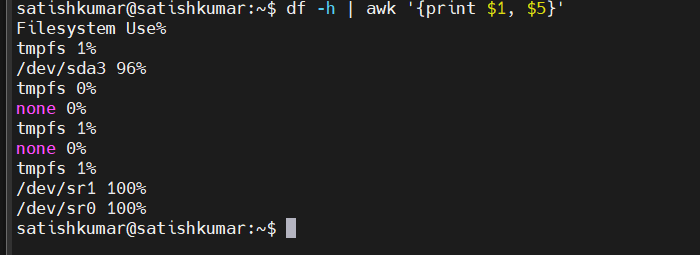 satishkumar@satishkumar:~$ df -h | awk '{print $1, $5}'
Filesystem Use%
tmpfs 1%
/dev/sda3 96%
tmpfs 0%
none 0%
tmpfs 1%
none 0%
tmpfs 1%
/dev/sr1 100%
/dev/sr0 100%
satishkumar@satishkumar:~$